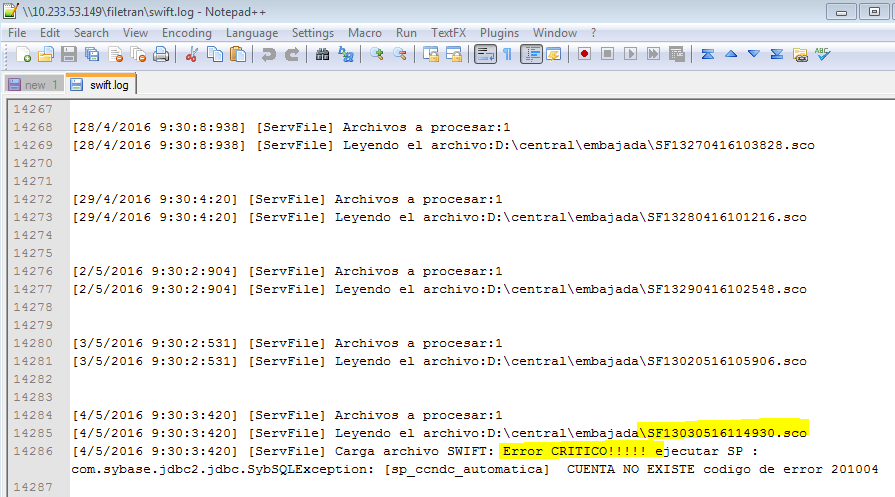 \\10.233.53.149\filetran\swift.log - Notepad++
File Edit Search View Encoding Language Settings Macro Run TextFX Plugins Window ?
new 1 swift.log
14267
14268 [28/4/2016 9:30:8:938] [ServFile] Archivos a procesar:1
14269 [28/4/2016 9:30:8:938] [ServFile] Leyendo el archivo:D:\central\embajada\SF13270416103828.sco
14270
14271
14272 [29/4/2016 9:30:4:20] [ServFile] Archivos a procesar:1
14273 [29/4/2016 9:30:4:20] [ServFile] Leyendo el archivo:D:\central\embajada\SF13280416101216.sco
14274
14275
14276 [2/5/2016 9:30:2:904] [ServFile] Archivos a procesar:1
14277 [2/5/2016 9:30:2:904] [ServFile] Leyendo el archivo:D:\central\embajada\SF13290416102548.sco
14278
14279
14280 [3/5/2016 9:30:2:531] [ServFile] Archivos a procesar:1
14281 [3/5/2016 9:30:2:531] [ServFile] Leyendo el archivo:D:\central\embajada\SF13020516105906.sco
14282
14283
14284 [4/5/2016 9:30:3:420] [ServFile] Archivos a procesar:1
14285 [4/5/2016 9:30:3:420] [ServFile] Leyendo el archivo:D:\central\embajada\SF13030516114930.sco
14286 [4/5/2016 9:30:3:420] [ServFile] Carga archivo SWIFT: Error CRITICO!!!!! ejecutar SP :
com.sybase.jdbc2.jdbc.SybSQLException: [sp_ccndc_automatica] CUENTA NO EXISTE codigo de error 201004
14287